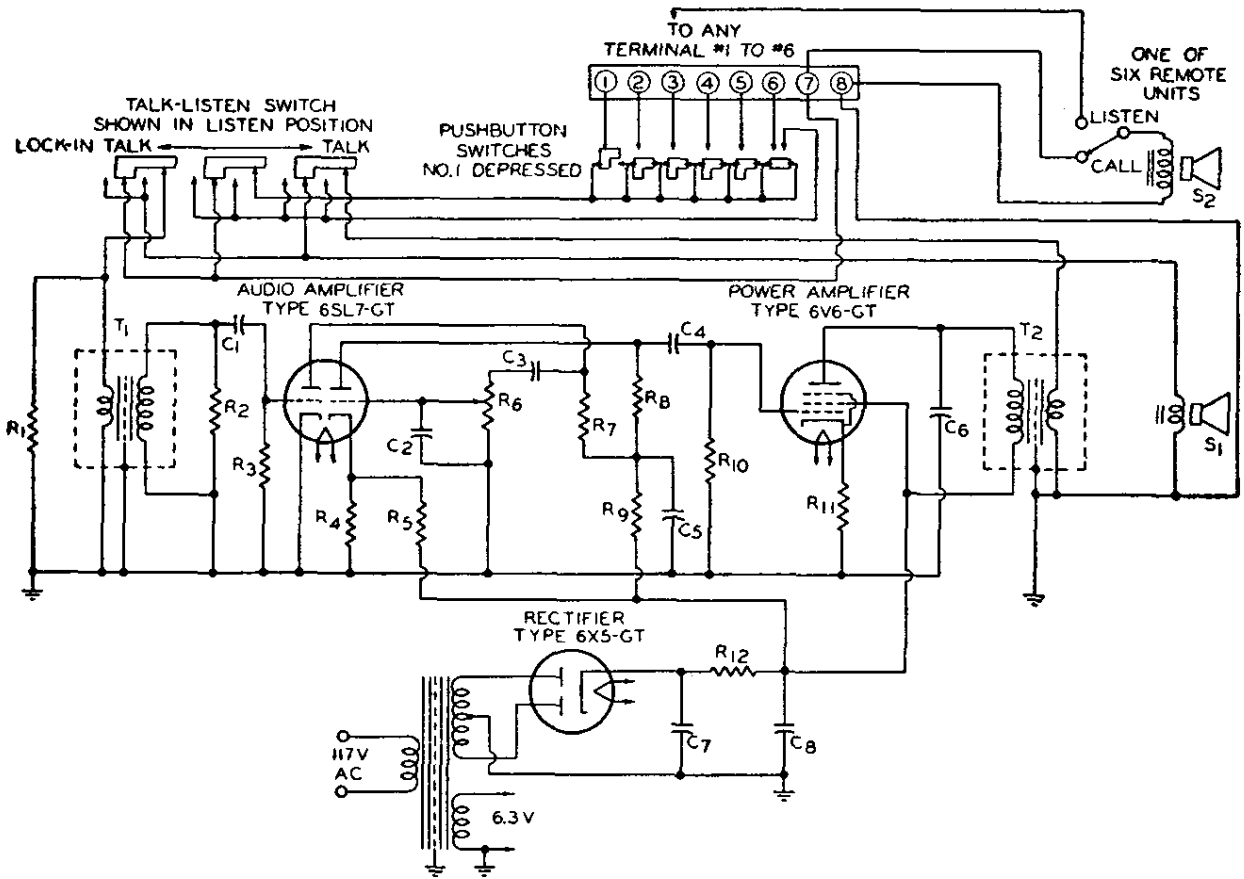 TO ANY
TERMINAL #1 TO #6
1 2 3 4 5 6 7 8
ONE OF
SIX REMOTE
UNITS
LISTEN
CALL
S2
TALK-LISTEN SWITCH
SHOWN IN LISTEN POSITION
LOCK-IN TALK
TALK
PUSHBUTTON
SWITCHES
NO.1 DEPRESSED
AUDIO AMPLIFIER
TYPE 6SL7-GT
POWER AMPLIFIER
TYPE 6V6-GT
T1
C1
C3
C4
T2
R1
R2
R3
C2
R6
R7
R8
R10
C6
S1
R4
R5
R9
C5
R11
RECTIFIER
TYPE 6X5-GT
R12
C7
C8
117V
AC
6.3V